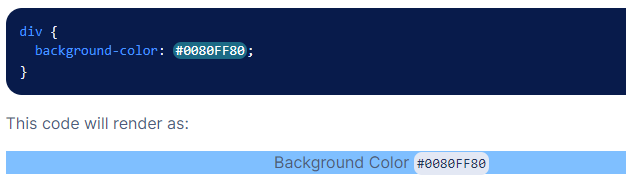 div {
  background-color: #0080FF80;
}
This code will render as:
Background Color #0080FF80